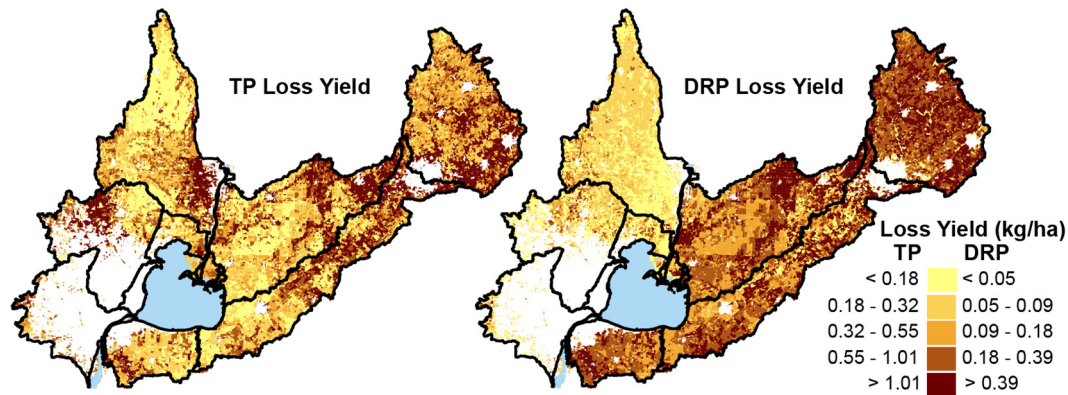 TP Loss Yield
DRP Loss Yield
Loss Yield (kg/ha)
TP DRP
< 0.18 < 0.05
0.18 - 0.32 0.05 - 0.09
0.32 - 0.55 0.09 - 0.18
0.55 - 1.01 0.18 - 0.39
> 1.01 > 0.39